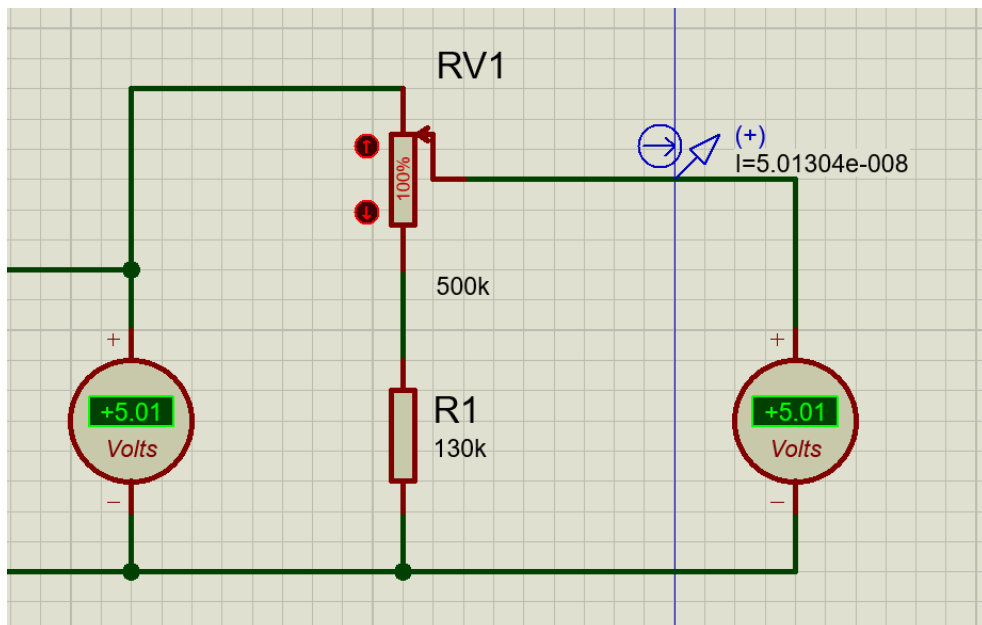 RV1
(+)
I=5.01304e-008
100%
500k
+
+
+5.01
Volts
R1
130k
+5.01
Volts
−
−